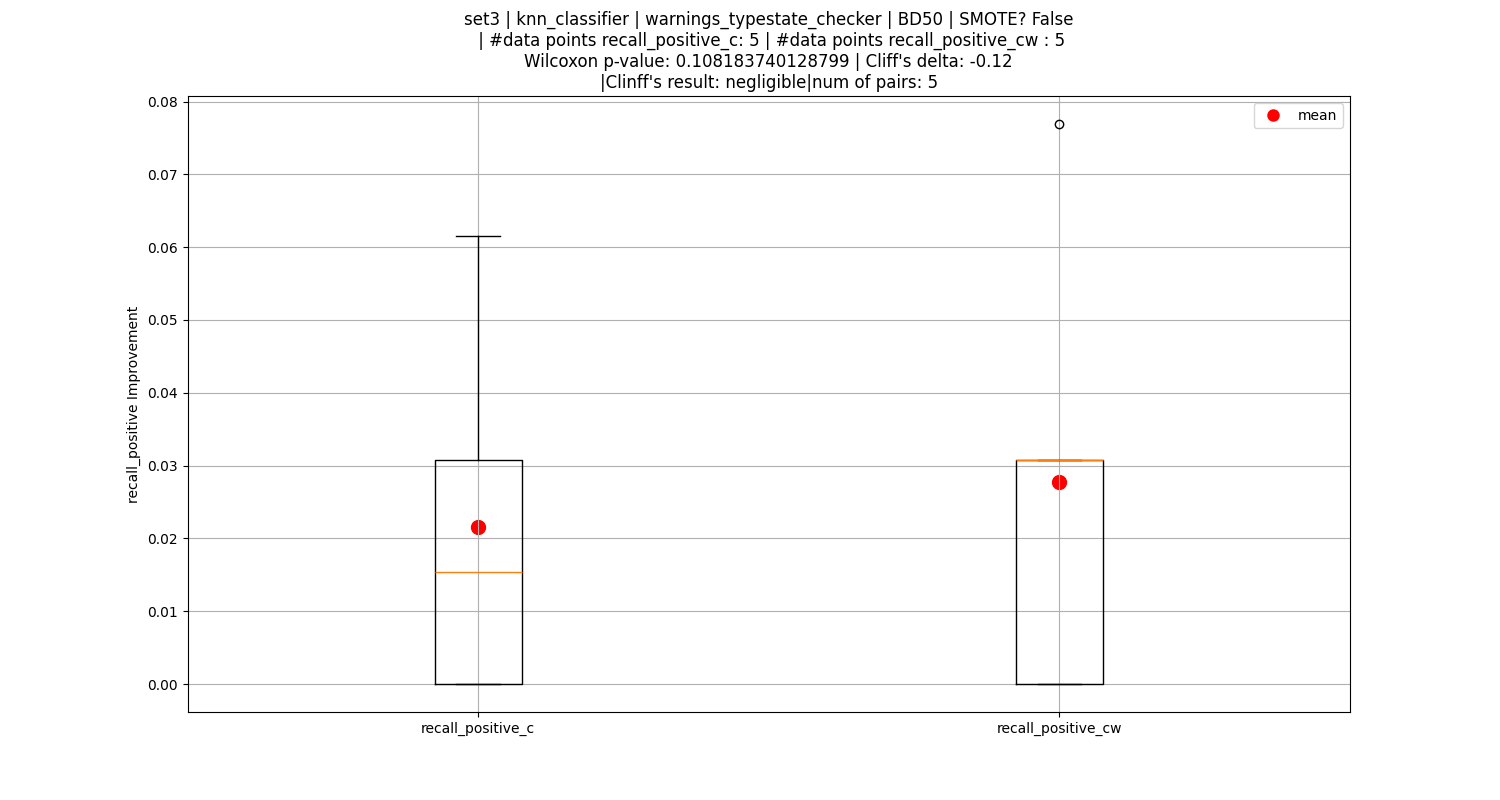 set3 | knn_classifier | warnings_typestate_checker | BD50 | SMOTE? False
| #data points recall_positive_c: 5 | #data points recall_positive_cw : 5
Wilcoxon p-value: 0.108183740128799 | Cliff's delta: -0.12
|Clinff's result: negligible|num of pairs: 5
mean
0.08
0.07
0.06
0.05
0.04
0.03
0.02
0.01
0.00
recall_positive Improvement
recall_positive_c
recall_positive_cw